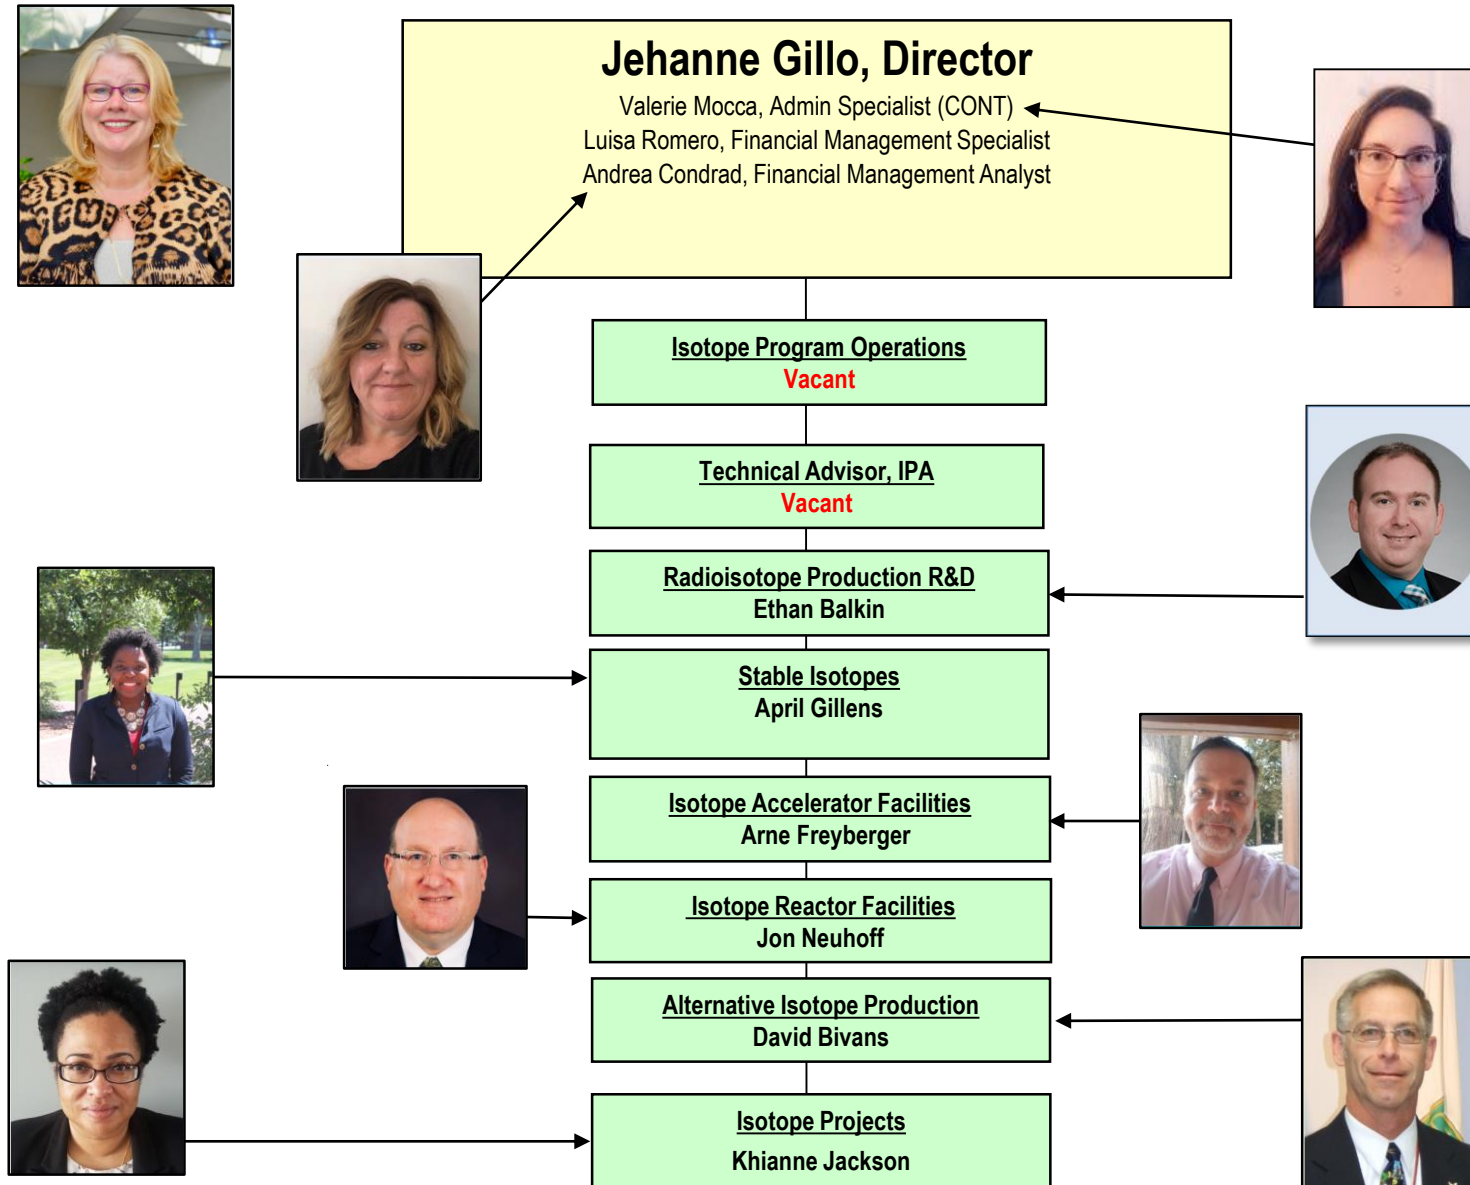 Jehanne Gillo, Director
Valerie Mocca, Admin Specialist (CONT)
Luisa Romero, Financial Management Specialist
Andrea Condrad, Financial Management Analyst
Isotope Program Operations
Vacant
Technical Advisor, IPA
Vacant
Radioisotope Production R&D
Ethan Balkin
Stable Isotopes
April Gillens
Isotope Accelerator Facilities
Arne Freyberger
Isotope Reactor Facilities
Jon Neuhoff
Alternative Isotope Production
David Bivans
Isotope Projects
Khianne Jackson